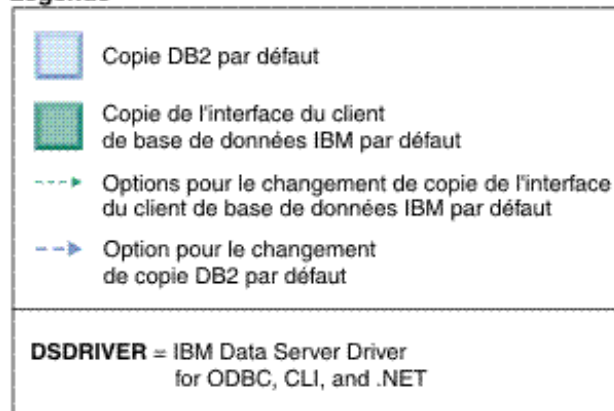 Légende
Copie DB2 par défaut
Copie de l'interface du client
de base de données IBM par défaut
Options pour le changement de copie de l'interface
du client de base de données IBM par défaut
Option pour le changement
de copie DB2 par défaut
DSDRIVER = IBM Data Server Driver
for ODBC, CLI, and .NET